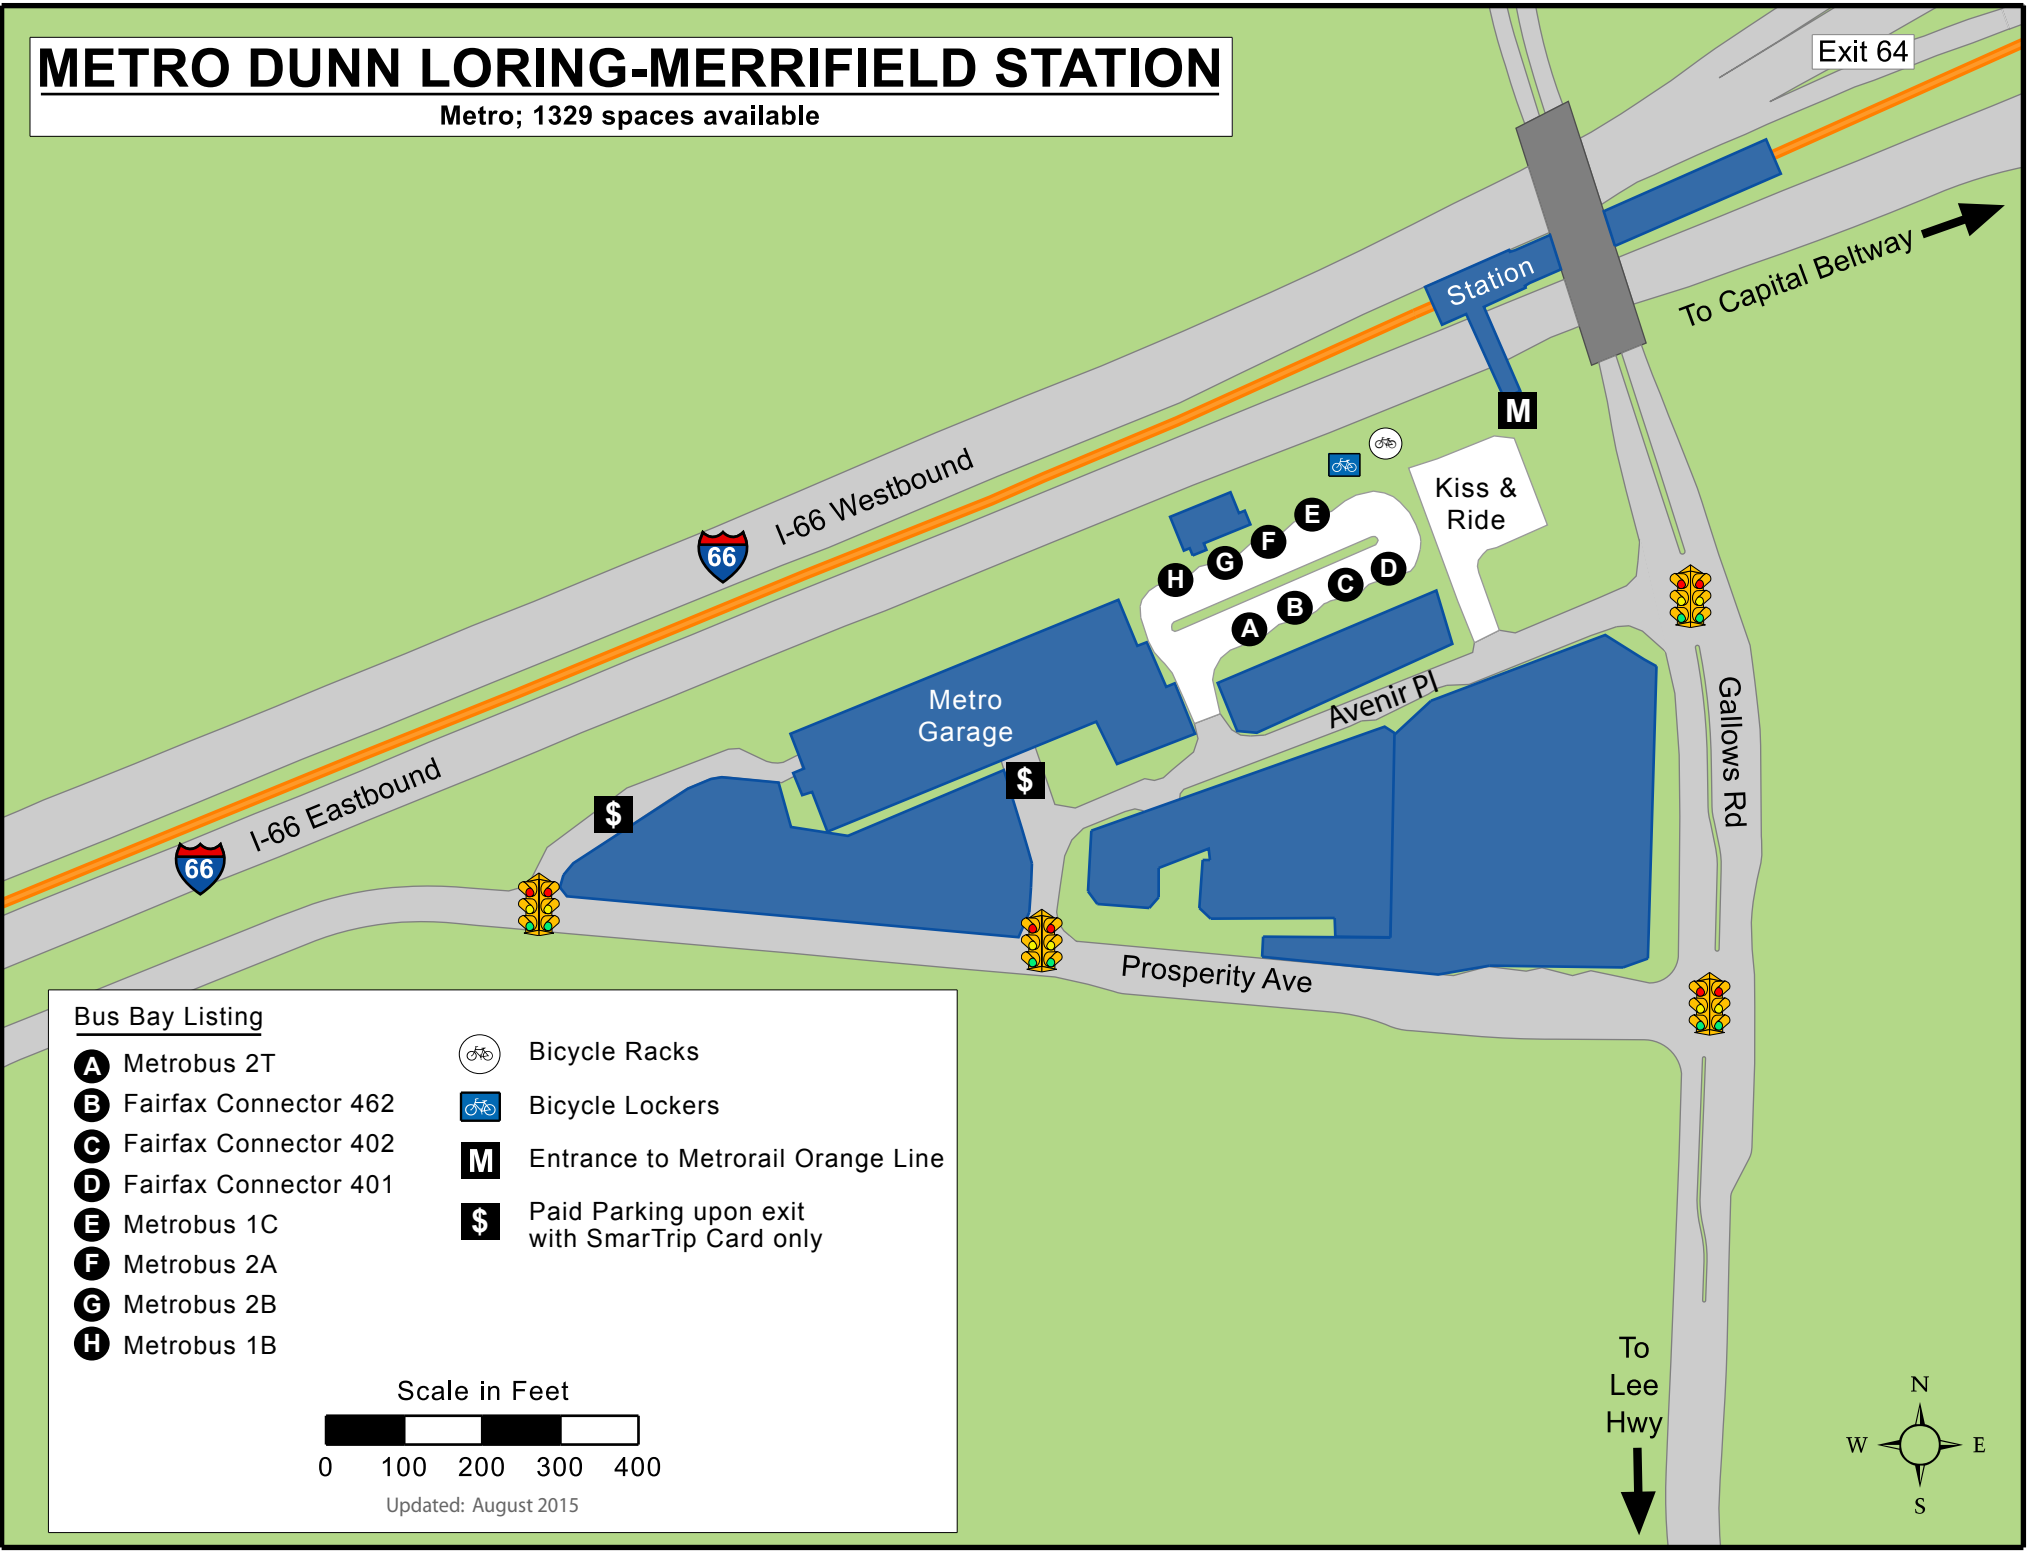 METRO DUNN LORING-MERRIFIELD STATION
Metro; 1329 spaces available
Exit 64
To Capital Beltway
Station
M
I-66 Westbound
66
Kiss &
Ride
E
F
G
H
D
C
B
A
Metro
Garage
Avenir Pl
Gallows Rd
$
$
I-66 Eastbound
66
Prosperity Ave
Bus Bay Listing
A Metrobus 2T
B Fairfax Connector 462
C Fairfax Connector 402
D Fairfax Connector 401
E Metrobus 1C
F Metrobus 2A
G Metrobus 2B
H Metrobus 1B
Bicycle Racks
Bicycle Lockers
M Entrance to Metrorail Orange Line
$ Paid Parking upon exit
with SmarTrip Card only
Scale in Feet
0 100 200 300 400
Updated: August 2015
To
Lee
Hwy
N
W E
S